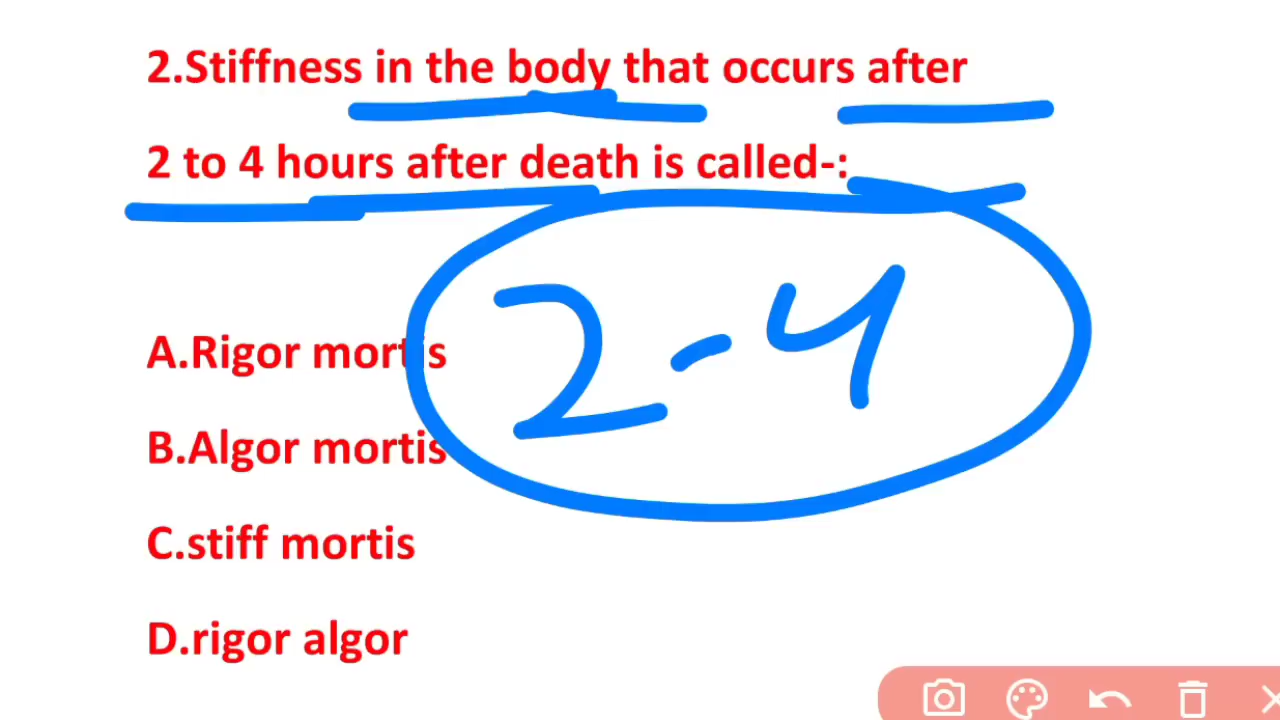 2.Stiffness in the body that occurs after
2 to 4 hours after death is called-:
2-4
A.Rigor mortis
B.Algor mortis
C.stiff mortis
D.rigor algor